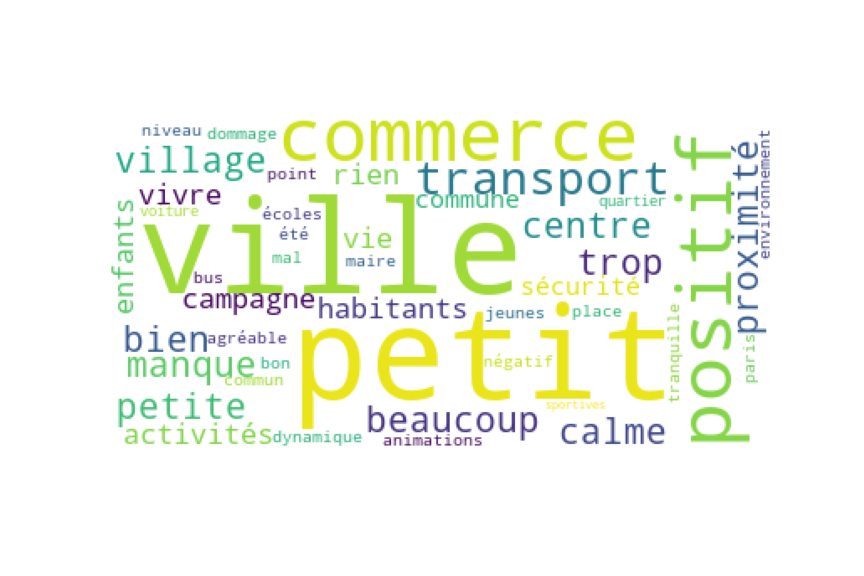 niveau
dommage
commerce
village
point
rien
transport
positif
proximité
environnement
vivre
voiture
écoles
commune
quartier
enfants
ville
été
vie
centre
mal
maire
trop
bus
campagne
habitants
sécurité
jeunes
place
bien
agréable
petit
tranquille
paris
manque
bon
négatif
commun
petite
beaucoup
sportives
activités
dynamique
animations
calme